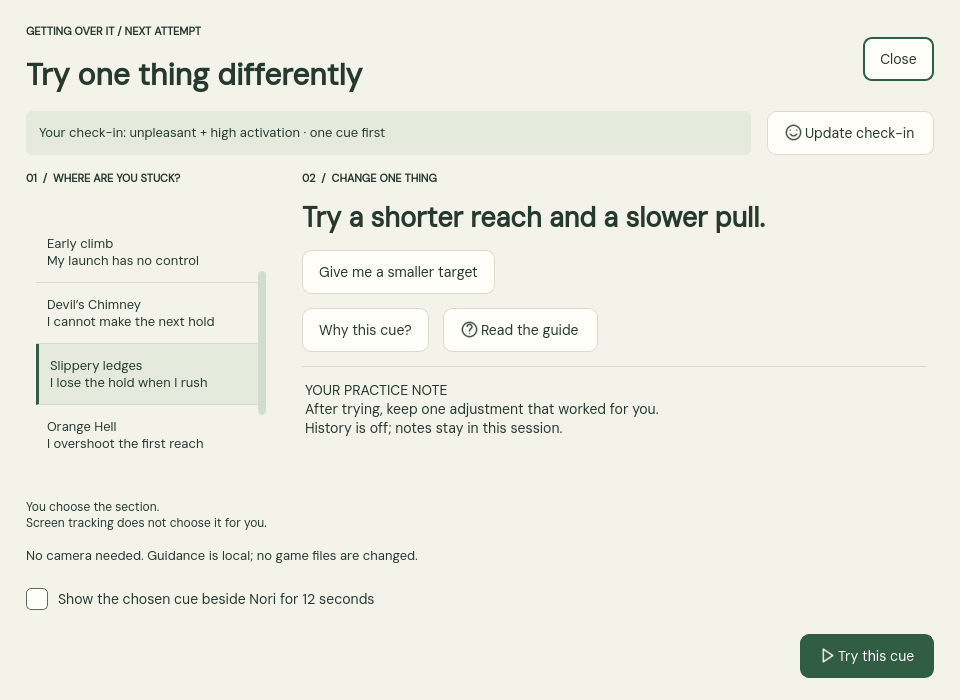 GETTING OVER IT / NEXT ATTEMPT
Try one thing differently
Close
Your check-in: unpleasant + high activation · one cue first
Update check-in
01 / WHERE ARE YOU STUCK?
Early climb
My launch has no control
Devil’s Chimney
I cannot make the next hold
Slippery ledges
I lose the hold when I rush
Orange Hell
I overshoot the first reach
02 / CHANGE ONE THING
Try a shorter reach and a slower pull.
Give me a smaller target
Why this cue?
Read the guide
YOUR PRACTICE NOTE
After trying, keep one adjustment that worked for you.
History is off; notes stay in this session.
You choose the section.
Screen tracking does not choose it for you.
No camera needed. Guidance is local; no game files are changed.
Show the chosen cue beside Nori for 12 seconds
Try this cue